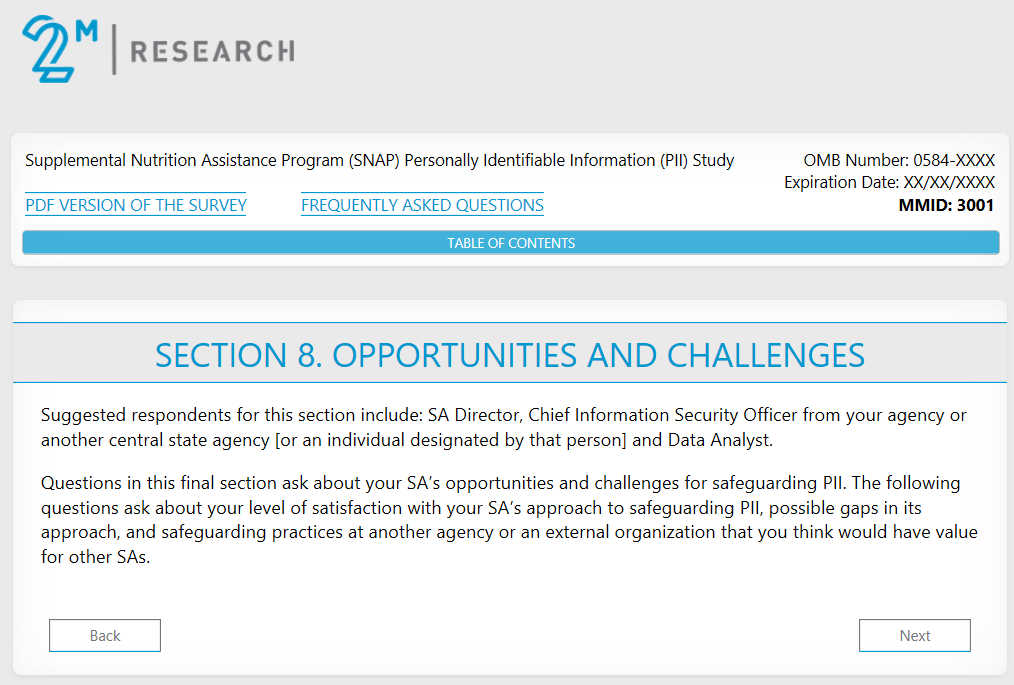 2M | RESEARCH
Supplemental Nutrition Assistance Program (SNAP) Personally Identifiable Information (PII) Study
OMB Number: 0584-XXXX
Expiration Date: XX/XX/XXXX
PDF VERSION OF THE SURVEY
FREQUENTLY ASKED QUESTIONS
MMID: 3001
TABLE OF CONTENTS
SECTION 8. OPPORTUNITIES AND CHALLENGES
Suggested respondents for this section include: SA Director, Chief Information Security Officer from your agency or
another central state agency [or an individual designated by that person] and Data Analyst.
Questions in this final section ask about your SA’s opportunities and challenges for safeguarding PII. The following
questions ask about your level of satisfaction with your SA’s approach to safeguarding PII, possible gaps in its
approach, and safeguarding practices at another agency or an external organization that you think would have value
for other SAs.
Back
Next